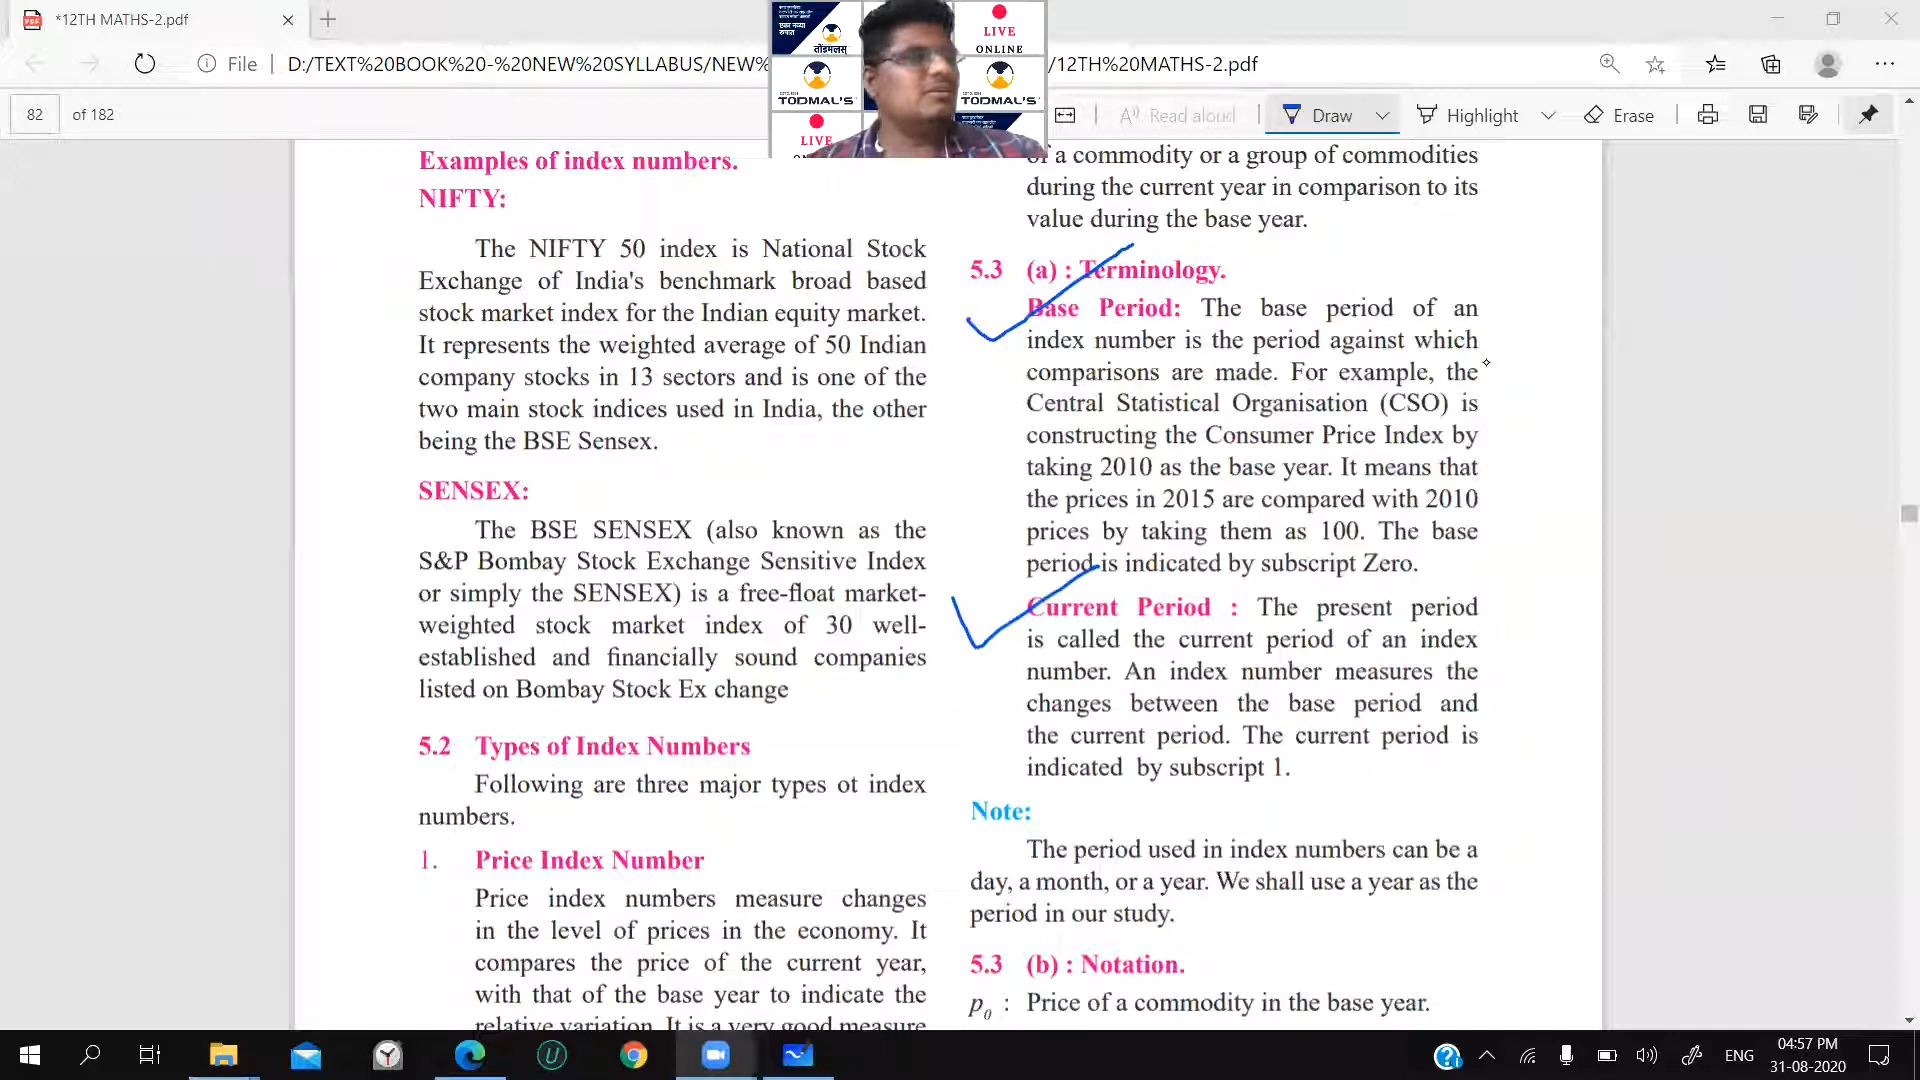 *12TH MATHS-2.pdf
File
D:/TEXT%20BOOK%20-%20NEW%20SYLLABUS/NEW%
/12TH%20MATHS-2.pdf
82 of 182
Read aloud
Draw
Highlight
Erase
एका नव्या
तोडमलस्
LIVE
ONLINE
TODMAL'S
TODMAL'S
LIVE
Examples of index numbers.
NIFTY:
The NIFTY 50 index is National Stock
Exchange of India's benchmark broad based
stock market index for the Indian equity market.
It represents the weighted average of 50 Indian
company stocks in 13 sectors and is one of the
two main stock indices used in India, the other
being the BSE Sensex.
SENSEX:
The BSE SENSEX (also known as the
S&P Bombay Stock Exchange Sensitive Index
or simply the SENSEX) is a free-float market-
weighted stock market index of 30 well-
established and financially sound companies
listed on Bombay Stock Ex change
5.2 Types of Index Numbers
Following are three major types ot index
numbers.
1. Price Index Number
Price index numbers measure changes
in the level of prices in the economy. It
compares the price of the current year,
with that of the base year to indicate the
relative variation. It is a very good measure
of a commodity or a group of commodities
during the current year in comparison to its
value during the base year.
5.3 (a) : Terminology.
Base Period: The base period of an
index number is the period against which
comparisons are made. For example, the
Central Statistical Organisation (CSO) is
constructing the Consumer Price Index by
taking 2010 as the base year. It means that
the prices in 2015 are compared with 2010
prices by taking them as 100. The base
period is indicated by subscript Zero.
Current Period : The present period
is called the current period of an index
number. An index number measures the
changes between the base period and
the current period. The current period is
indicated by subscript 1.
Note:
The period used in index numbers can be a
day, a month, or a year. We shall use a year as the
period in our study.
5.3 (b) : Notation.
p0 : Price of a commodity in the base year.
ENG
04:57 PM
31-08-2020